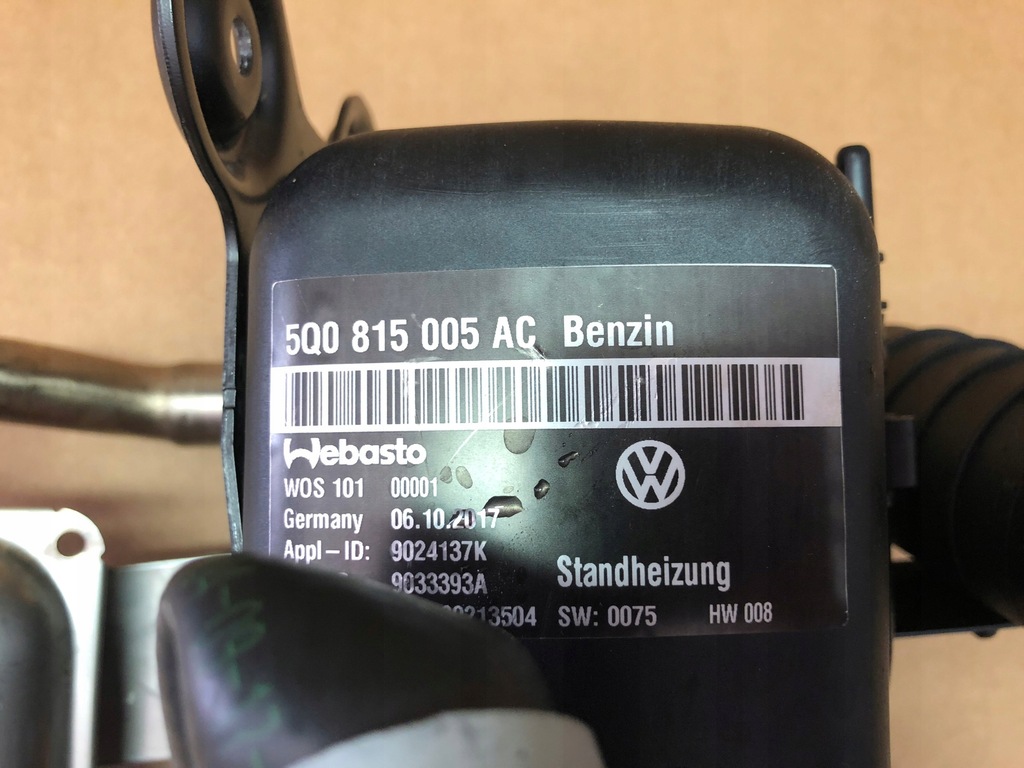 5Q0 815 005 AC Benzin
Webasto
WOS 101 00001
Germany 06.10.2017
Appl-ID: 9024137K
9033393A
Standheizung
SW: 0075 HW 008